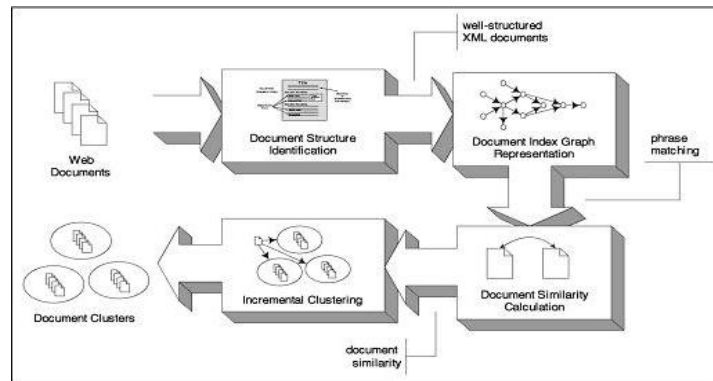 well-structured
XML documents
Title
Web
Documents
Document Structure
Identification
Document Index Graph
Representation
phrase
matching
Document Clusters
Incremental Clustering
Document Similarity
Calculation
document
similarity